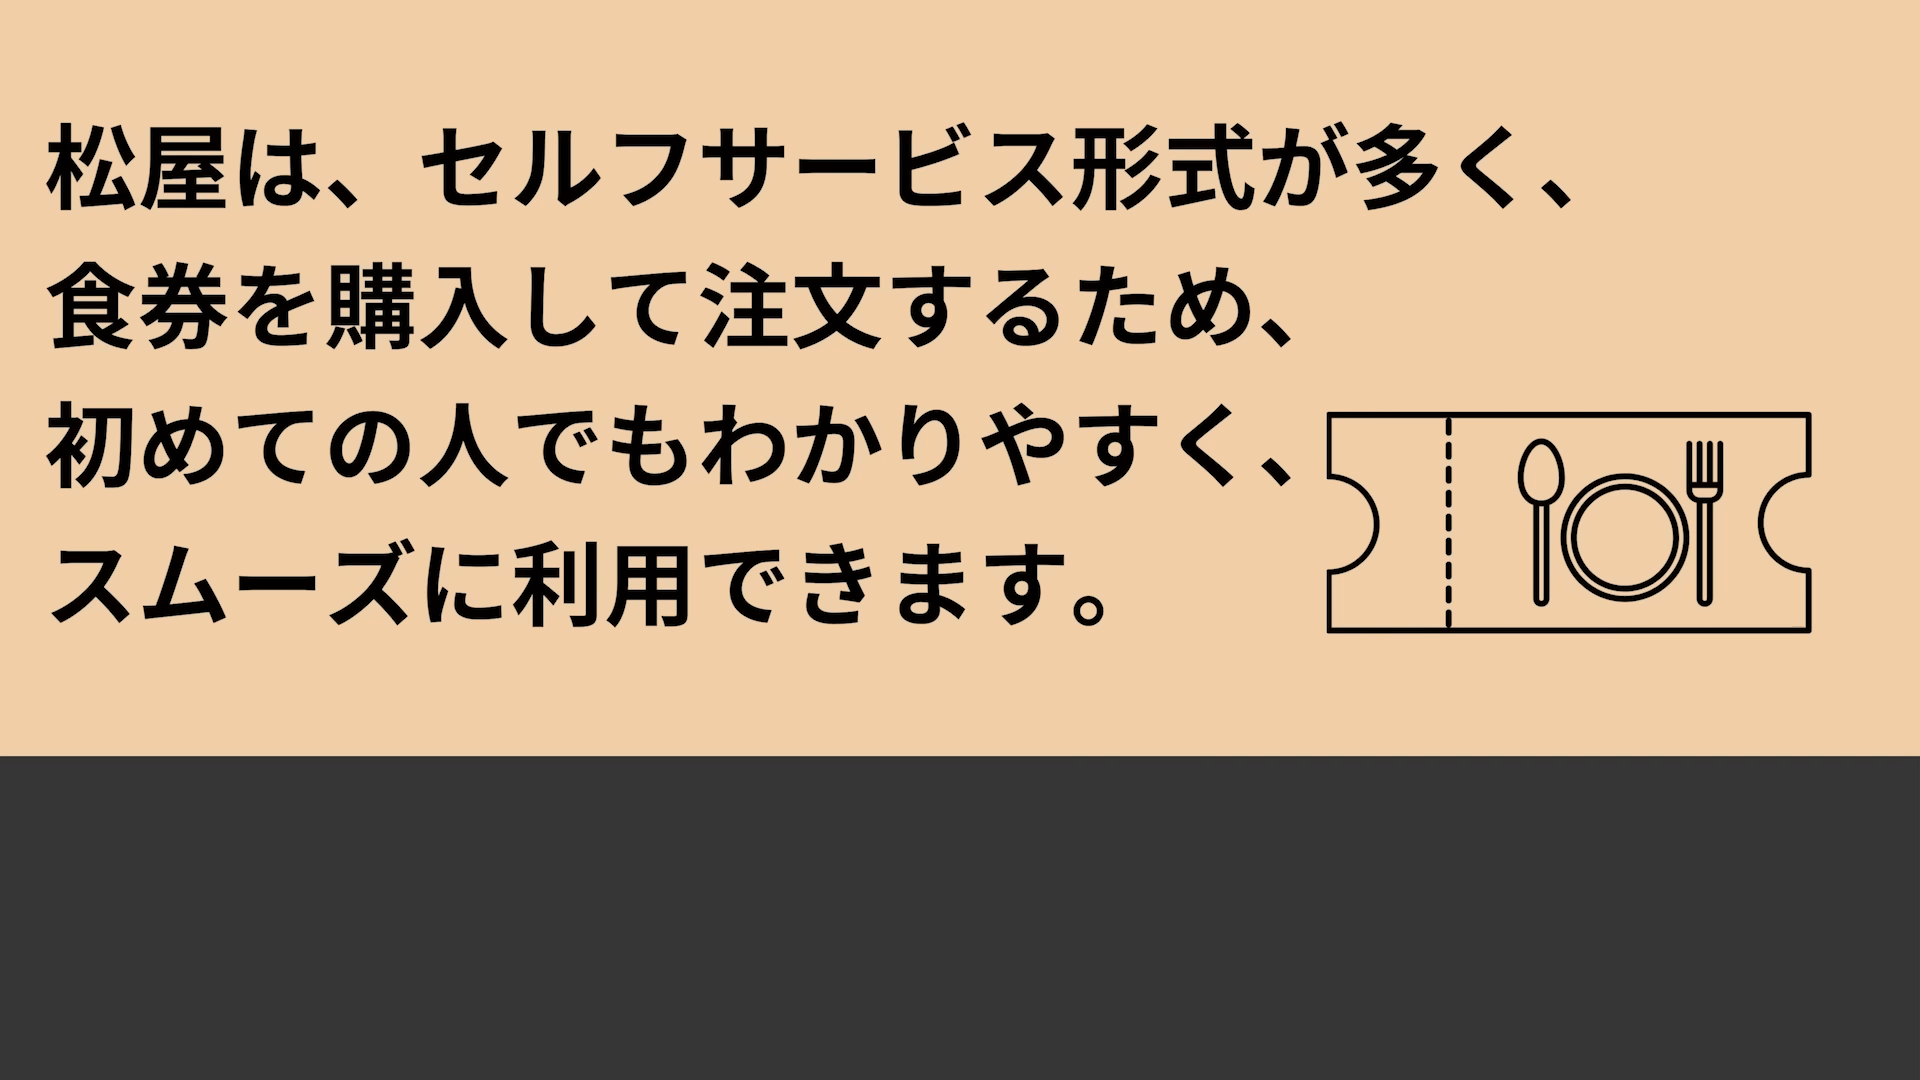 松屋は、セルフサービス形式が多く、
食券を購入して注文するため、
初めての人でもわかりやすく、
スムーズに利用できます。